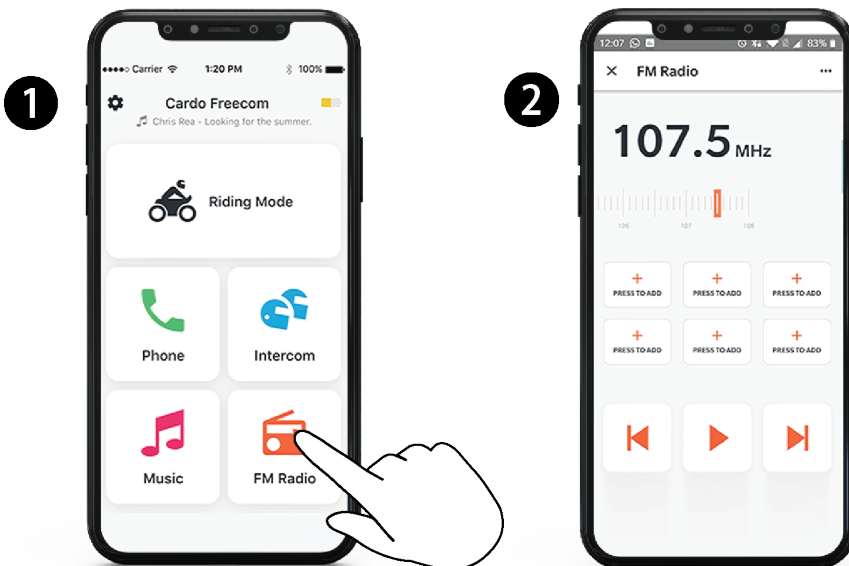 1
Carrier 1:20 PM 100%
Cardo Freecom
Chris Rea - Looking for the summer.
Riding Mode
Phone Intercom
Music FM Radio
2
12:07 83%
× FM Radio ...
107.5 MHz
106 107 108
+ + +
PRESS TO ADD PRESS TO ADD PRESS TO ADD
+ + +
PRESS TO ADD PRESS TO ADD PRESS TO ADD